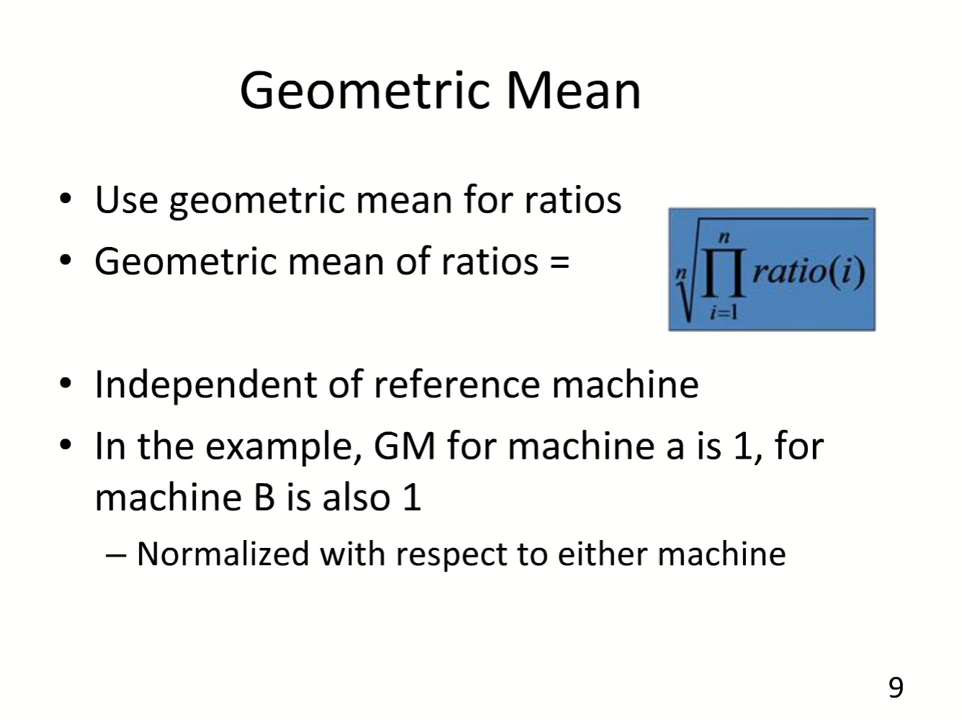 Geometric Mean
• Use geometric mean for ratios
• Geometric mean of ratios =
n√ n ∏ i=1 ratio(i)
• Independent of reference machine
• In the example, GM for machine a is 1, for
machine B is also 1
– Normalized with respect to either machine
9